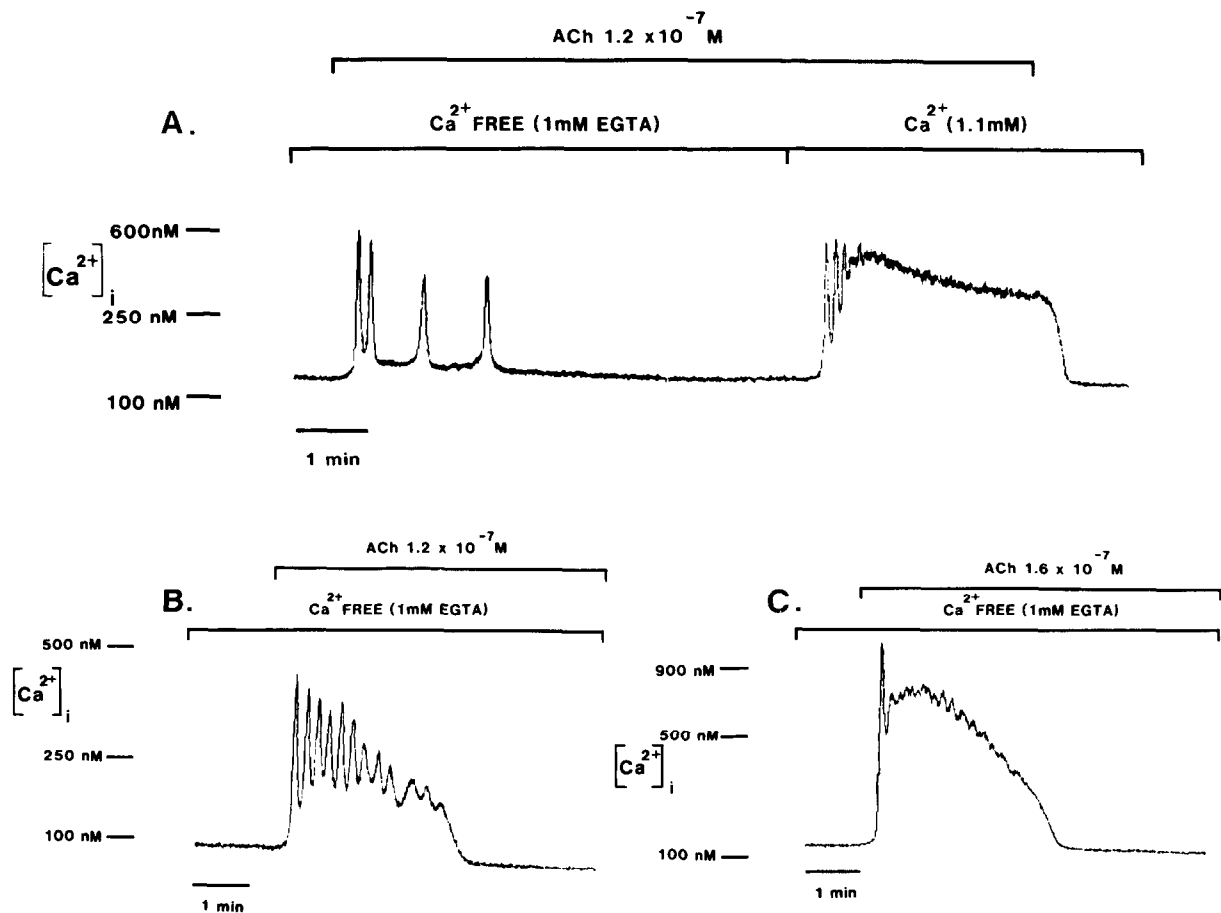 ACh 1.2 x10⁻⁷ M
A.
Ca²⁺ FREE (1mM EGTA)
Ca²⁺ (1.1mM)
600nM
[Ca²⁺]i
250 nM
100 nM
1 min
ACh 1.2 x 10⁻⁷ M
B.
Ca²⁺ FREE (1mM EGTA)
500 nM
[Ca²⁺]i
250 nM
100 nM
1 min
ACh 1.6 x 10⁻⁷ M
C.
Ca²⁺ FREE (1mM EGTA)
900 nM
500 nM
[Ca²⁺]i
100 nM
1 min